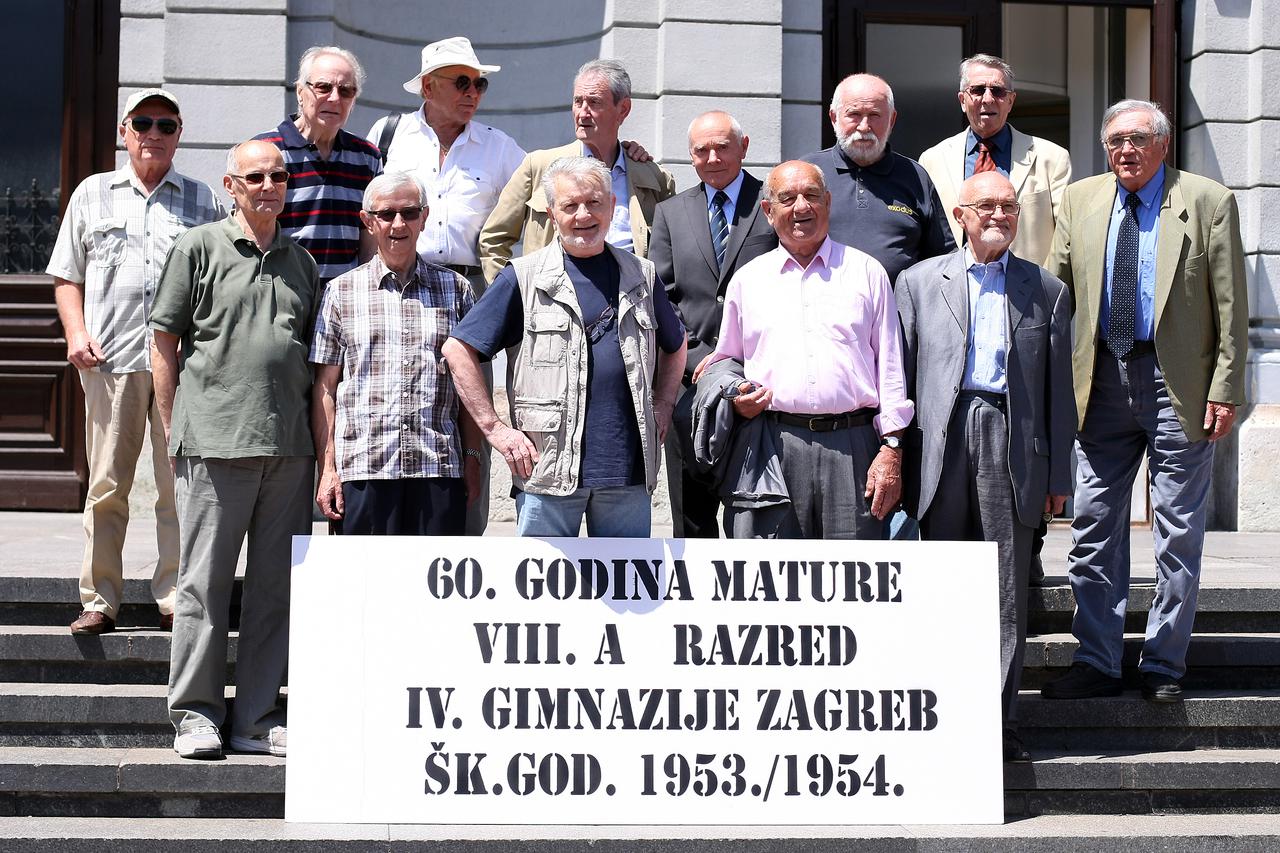 60. GODINA MATURE
VIII. A RAZRED
IV. GIMNAZIJE ZAGREB
ŠK.GOD. 1953./1954.